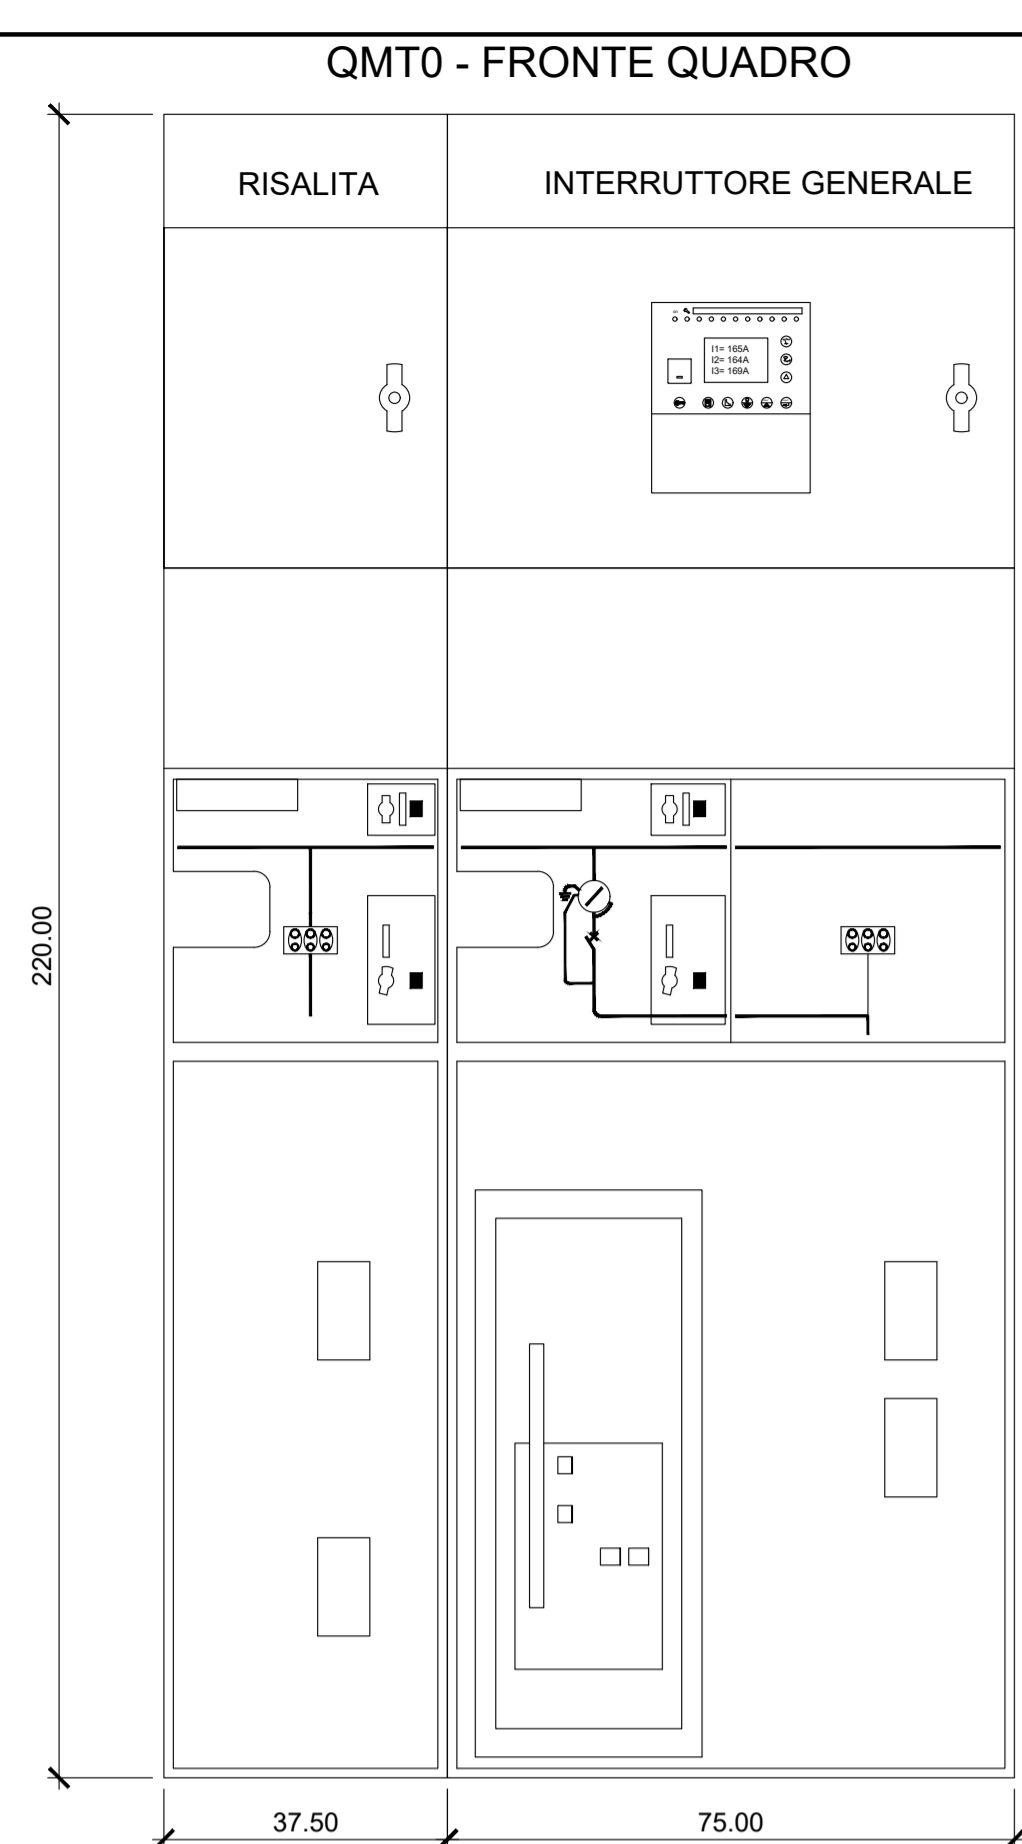 QMT0 - FRONTE QUADRO
RISALITA
INTERRUTTORE GENERALE
I1= 165A
I2= 164A
I3= 169A
220.00
37.50
75.00